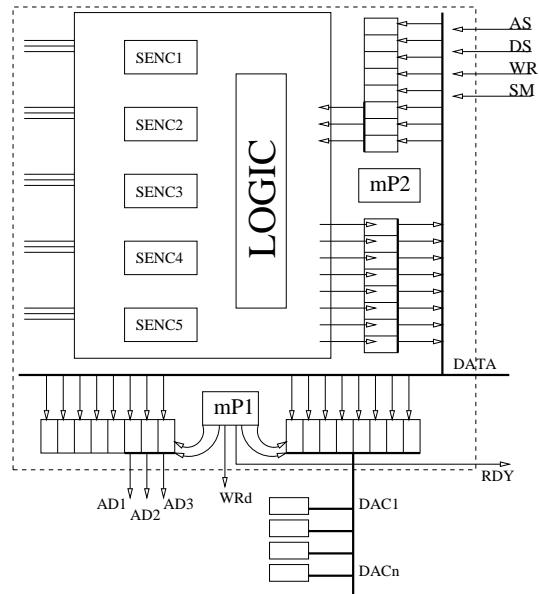 AS
SENC1
DS
WR
SM
SENC2
LOGIC
mP2
SENC3
SENC4
SENC5
DATA
mP1
RDY
AD1
AD2
AD3
WRd
DAC1
DACn